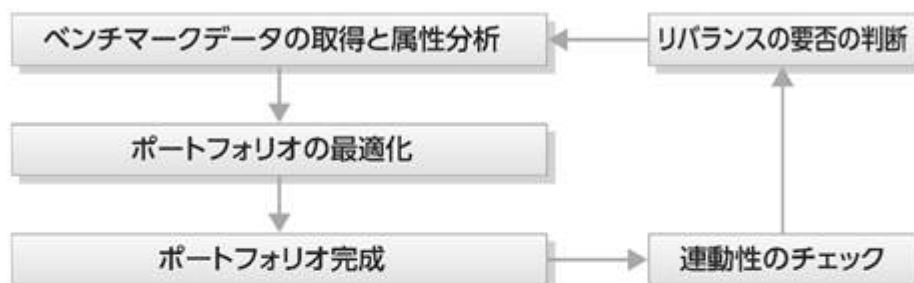 ベンチマークデータの取得と属性分析
リバランスの要否の判断
ポートフォリオの最適化
ポートフォリオ完成
連動性のチェック